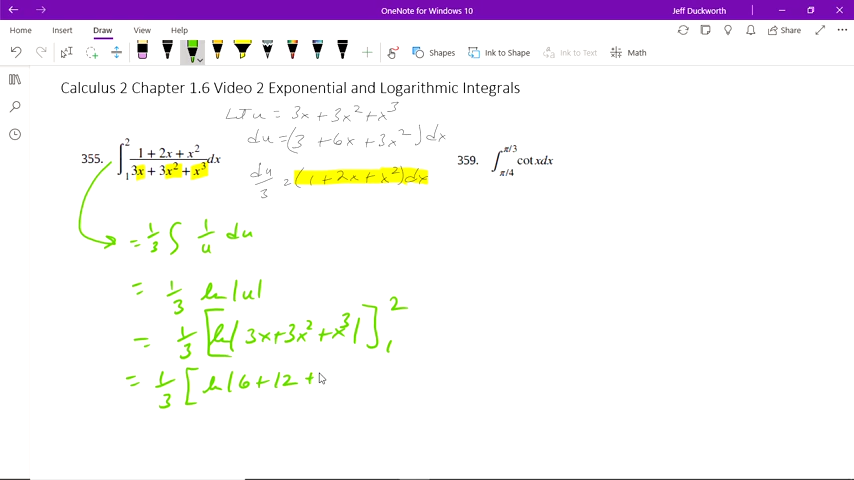 OneNote for Windows 10
Jeff Duckworth
Home Insert Draw View Help
Shapes Ink to Shape Ink to Text Math Share
Calculus 2 Chapter 1.6 Video 2 Exponential and Logarithmic Integrals
Let u = 3x + 3x² + x³
du = (3 + 6x + 3x²) dx
du/3 = (1 + 2x + x²) dx
355. ∫₁² (1 + 2x + x²)/(3x + 3x² + x³) dx
359. ∫_{π/4}^{π/3} cot x dx
= 1/3 ∫ 1/u du
= 1/3 ln|u|
= 1/3 [ln|3x + 3x² + x³|]₁²
= 1/3 [ln|6 + 12 +